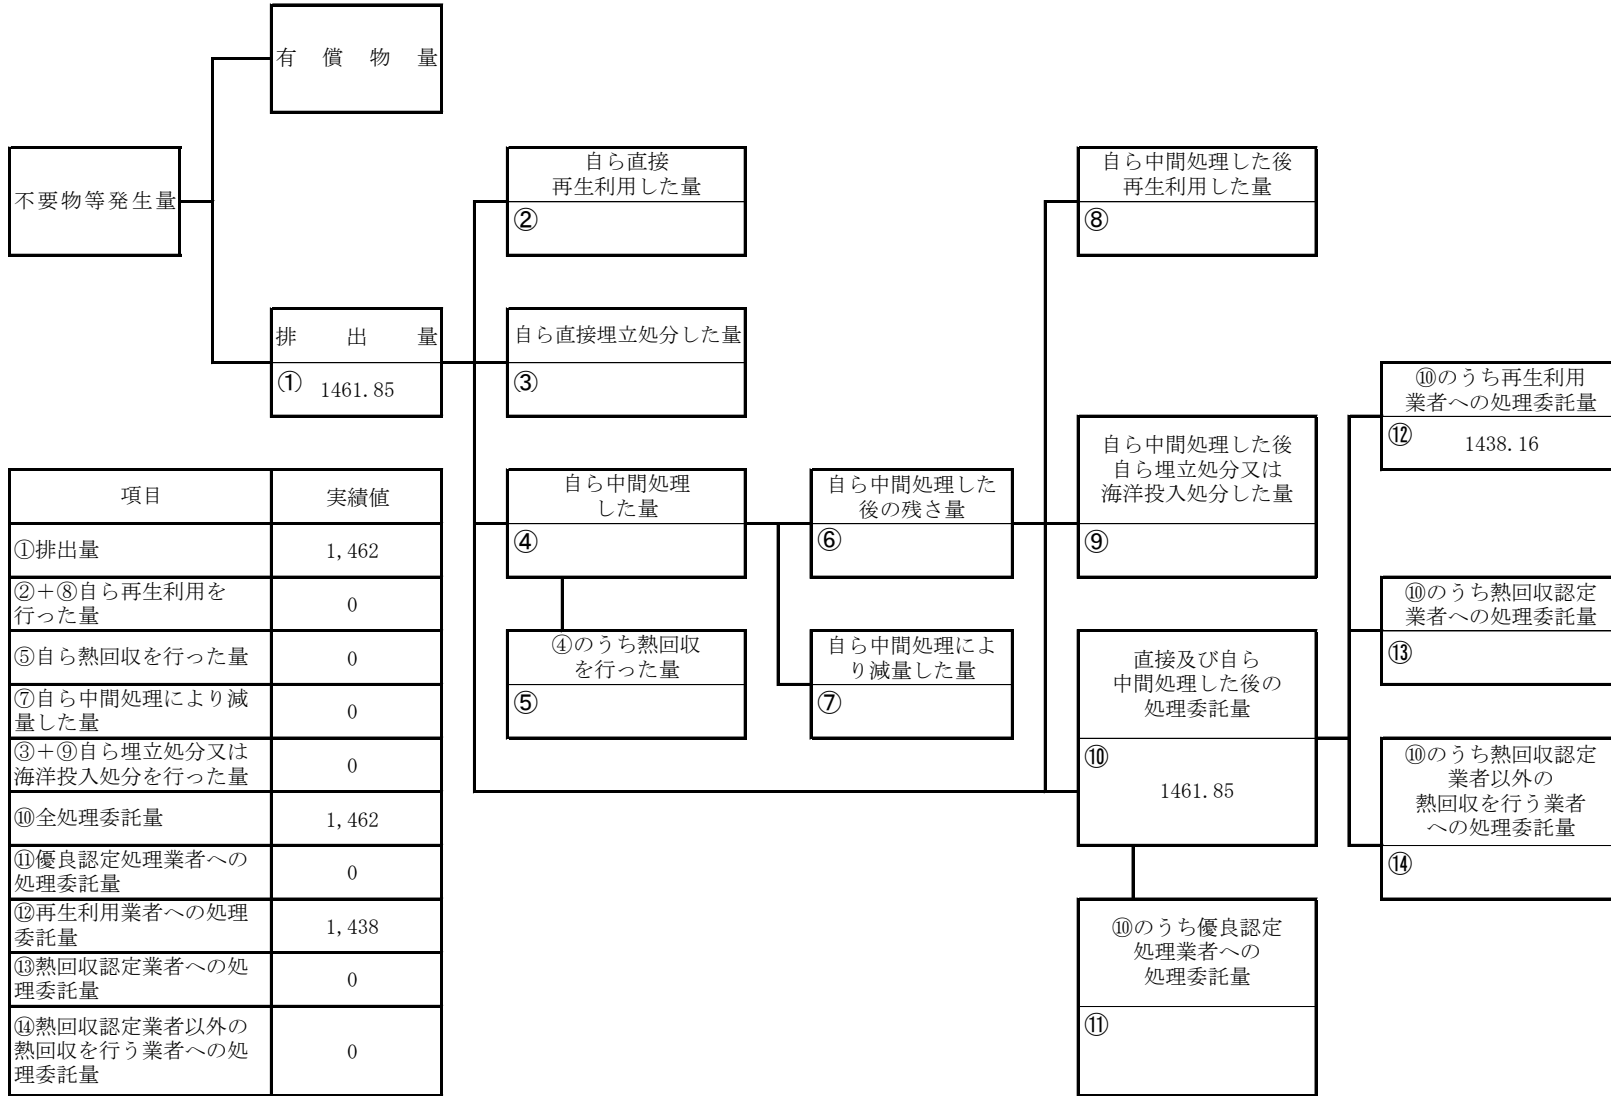 有償物量
不要物等発生量
排出量
① 1461.85
自ら直接
再生利用した量
②
自ら直接埋立処分した量
③
自ら中間処理
した量
④
④のうち熱回収
を行った量
⑤
自ら中間処理した
後の残さ量
⑥
自ら中間処理によ
り減量した量
⑦
自ら中間処理した後
再生利用した量
⑧
自ら中間処理した後
自ら埋立処分又は
海洋投入処分した量
⑨
直接及び自ら
中間処理した後の
処理委託量
⑩
1461.85
⑩のうち優良認定
処理業者への
処理委託量
⑪
⑩のうち再生利用
業者への処理委託量
⑫ 1438.16
⑩のうち熱回収認定
業者への処理委託量
⑬
⑩のうち熱回収認定
業者以外の
熱回収を行う業者
への処理委託量
⑭
項目 実績値
①排出量 1,462
②+⑧自ら再生利用を
行った量 0
⑤自ら熱回収を行った量 0
⑦自ら中間処理により減
量した量 0
③+⑨自ら埋立処分又は
海洋投入処分を行った量 0
⑩全処理委託量 1,462
⑪優良認定処理業者への
処理委託量 0
⑫再生利用業者への処理
委託量 1,438
⑬熱回収認定業者への処
理委託量 0
⑭熱回収認定業者以外の
熱回収を行う業者への処
理委託量 0